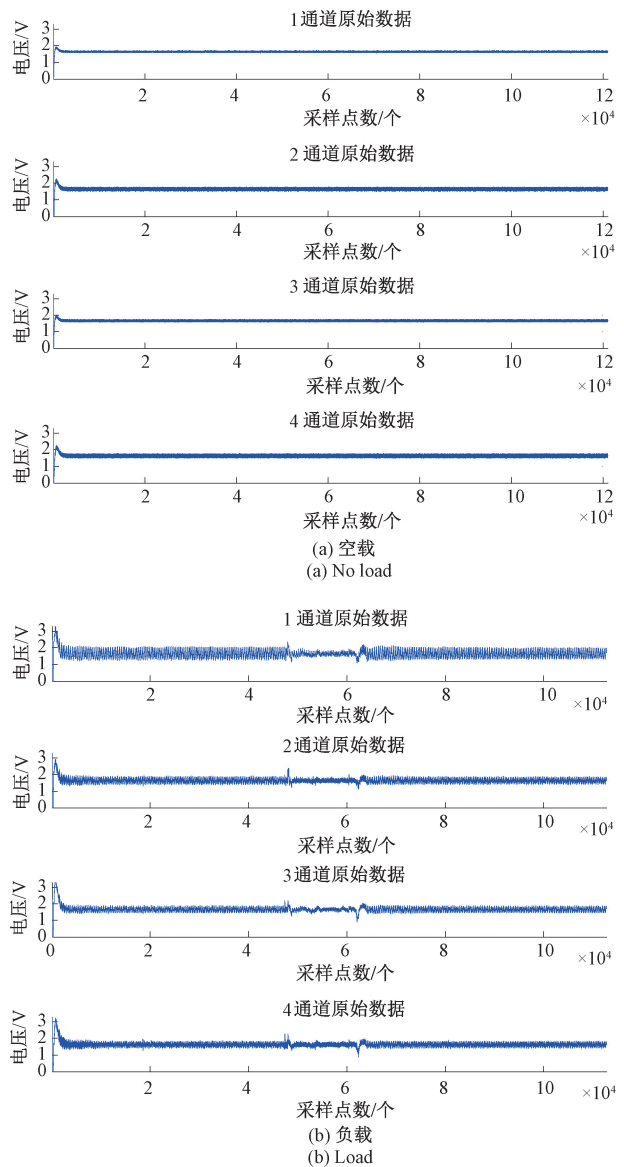 1通道原始数据
电压/V
3
2
1
0
2 4 6 8 10 12
×10⁴
采样点数/个
2 通道原始数据
电压/V
3
2
1
0
2 4 6 8 10 12
×10⁴
采样点数/个
3 通道原始数据
电压/V
3
2
1
0
2 4 6 8 10 12
×10⁴
采样点数/个
4 通道原始数据
电压/V
3
2
1
0
2 4 6 8 10 12
×10⁴
采样点数/个
(a) 空载
(a) No load
1 通道原始数据
电压/V
3
2
1
0
2 4 6 8 10
×10⁴
采样点数/个
2通道原始数据
电压/V
3
2
1
0
2 4 6 8 10
×10⁴
采样点数/个
3通道原始数据
电压/V
3
2
1
0
0 2 4 6 8 10
×10⁴
采样点数/个
4通道原始数据
电压/V
3
2
1
0
2 4 6 8 10
×10⁴
采样点数/个
(b) 负载
(b) Load